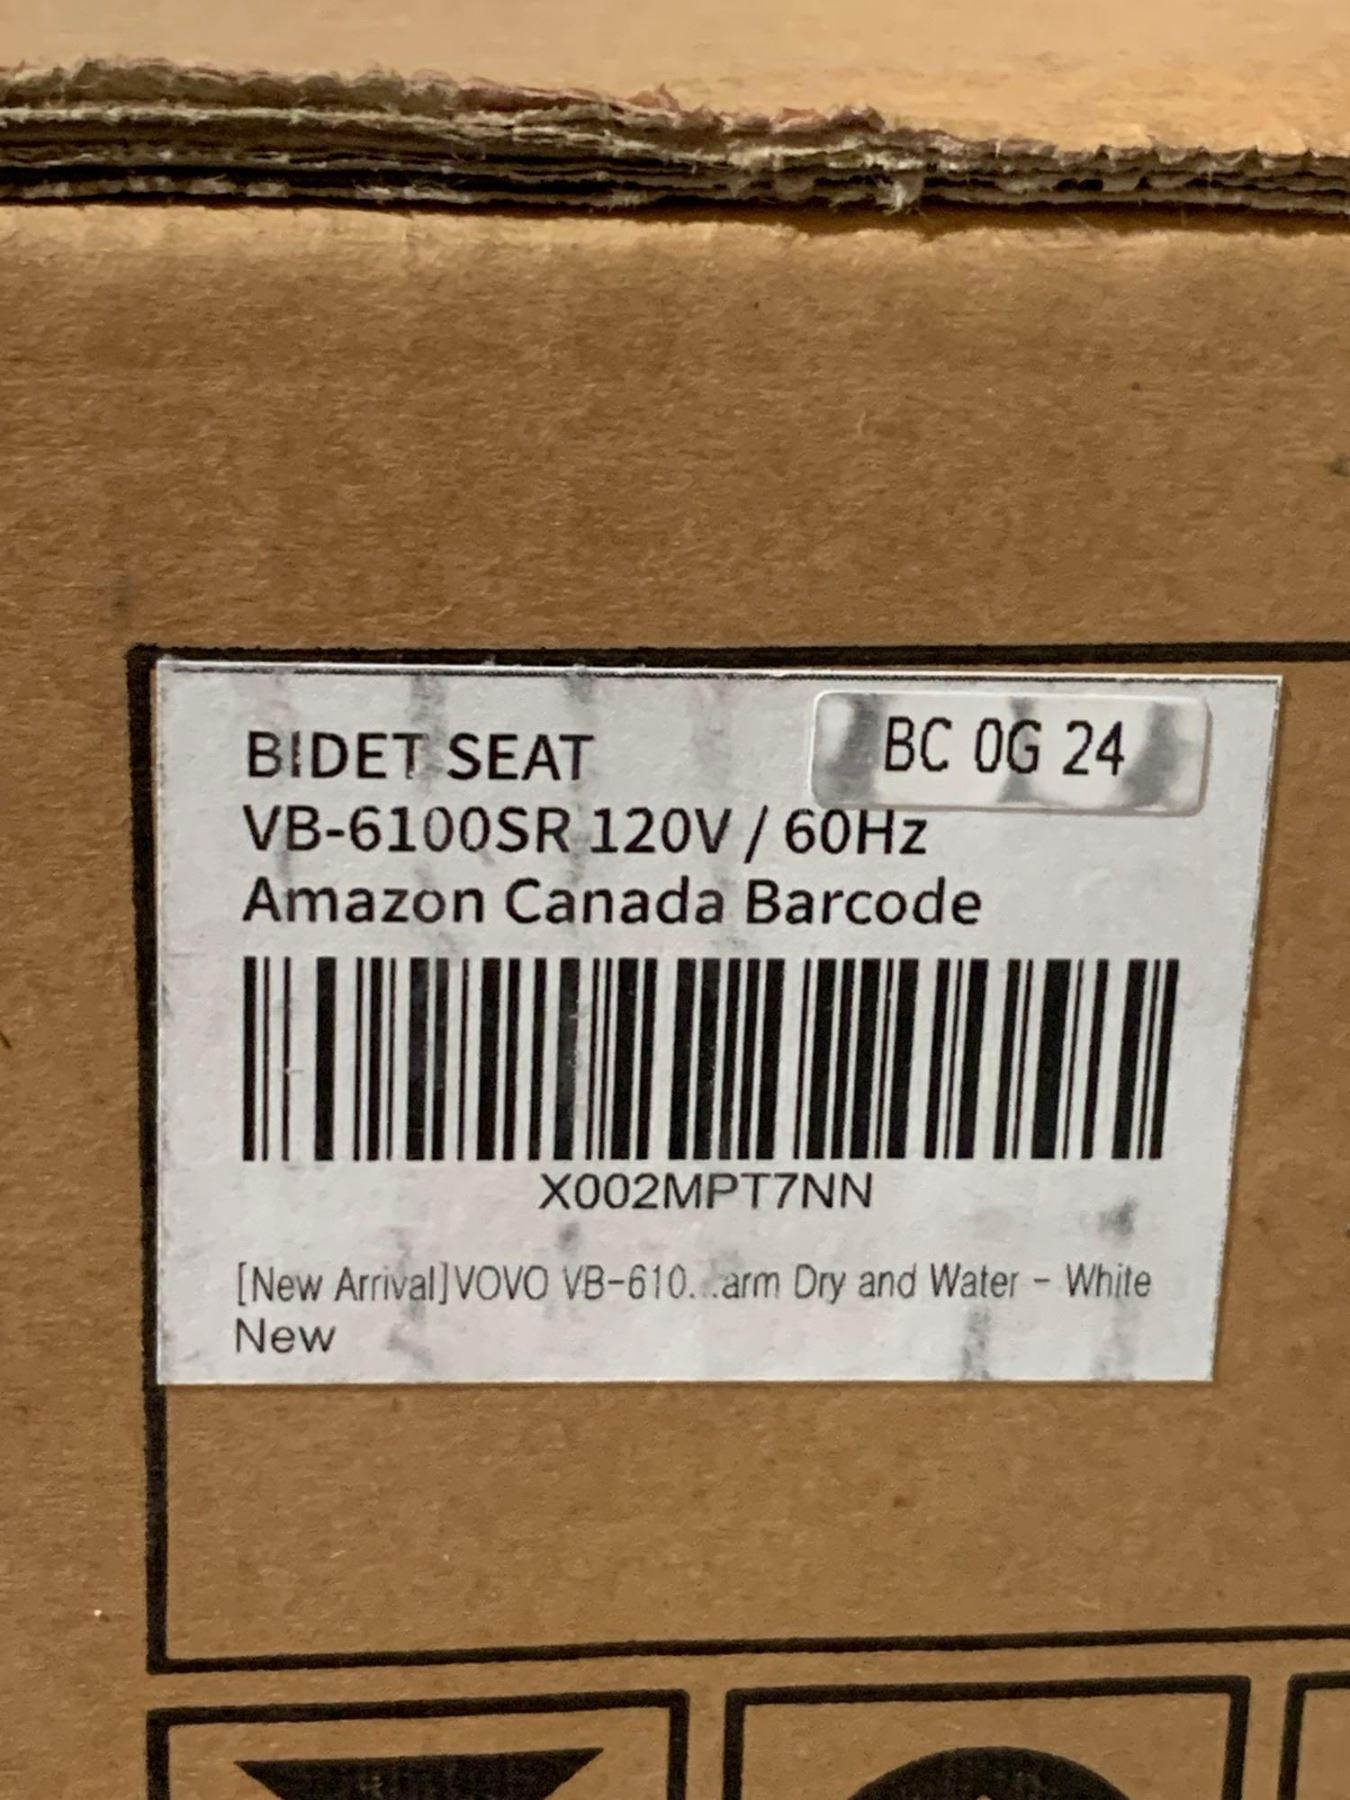 BIDET SEAT
BC 0G 24
VB-6100SR 120V / 60Hz
Amazon Canada Barcode
X002MPT7NN
[New Arrival]VOVO VB-610...arm Dry and Water - White
New